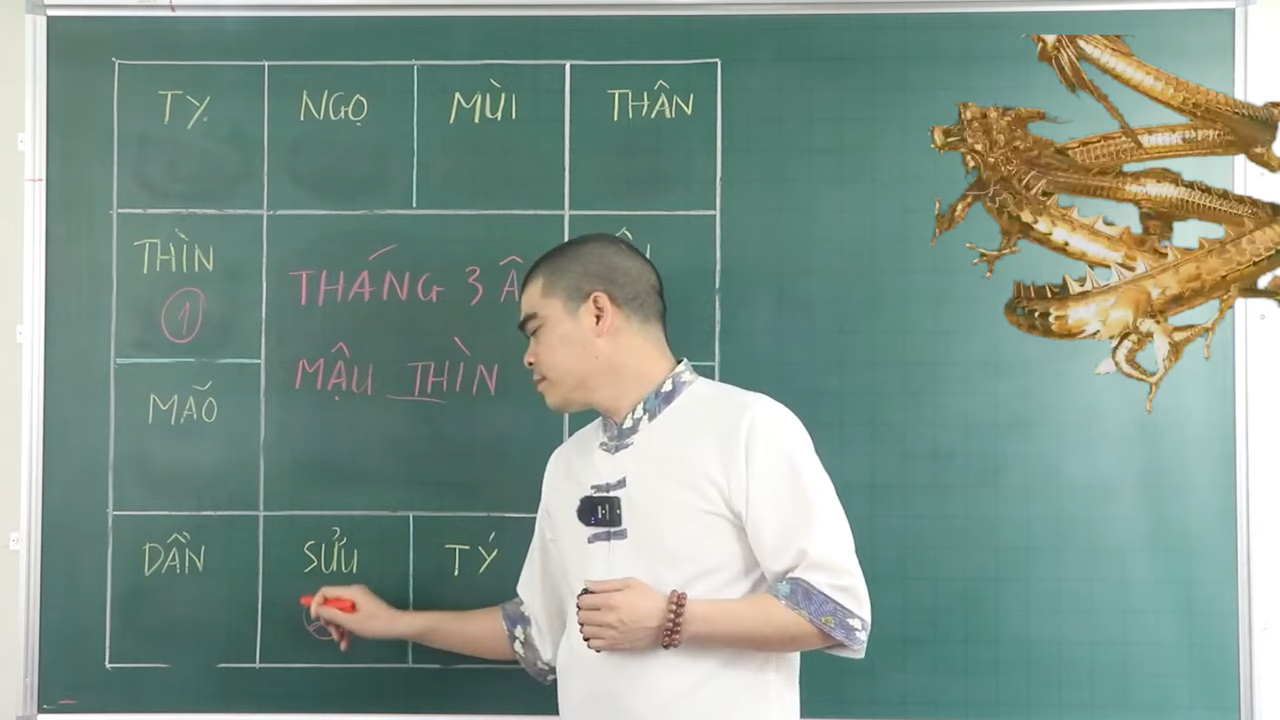 TỴ NGỌ MÙI THÂN
THÌN
1
THÁNG 3
MẬU THÌN
MÃO
DẦN SỬU TÝ